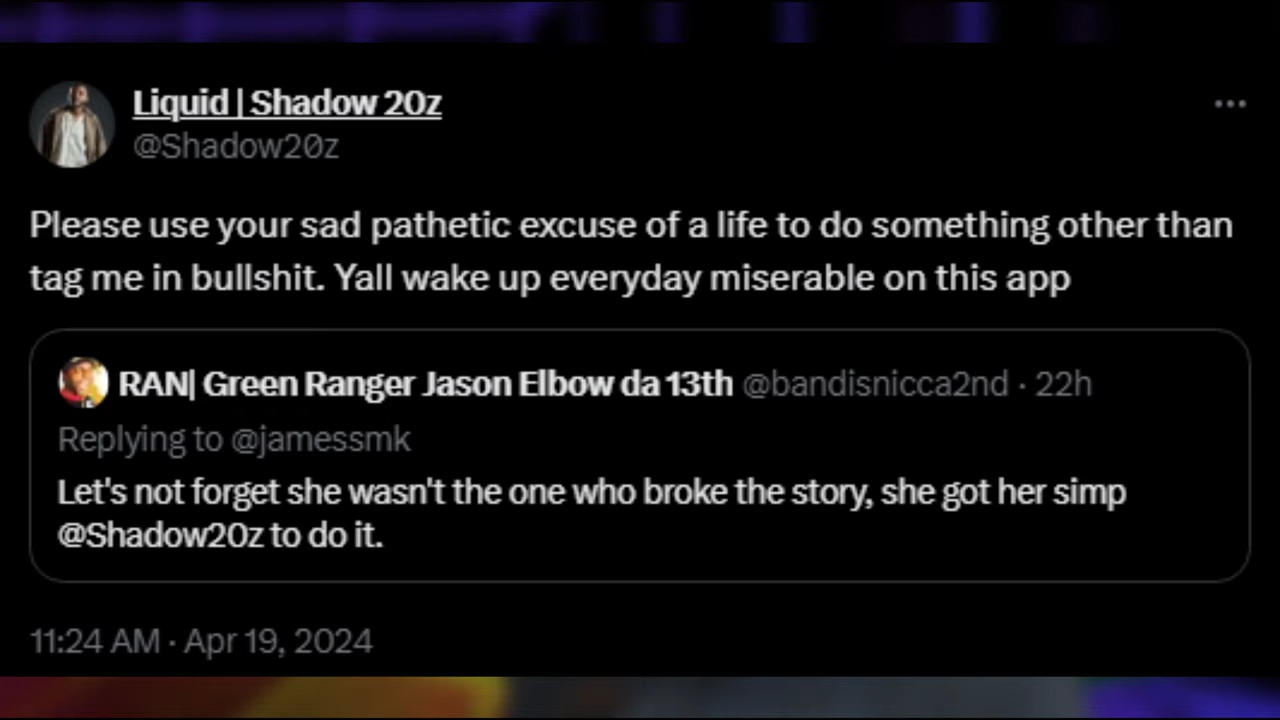 Liquid | Shadow 20z
@Shadow20z
Please use your sad pathetic excuse of a life to do something other than
tag me in bullshit. Yall wake up everyday miserable on this app
RAN| Green Ranger Jason Elbow da 13th @bandisnicca2nd · 22h
Replying to @jamessmk
Let's not forget she wasn't the one who broke the story, she got her simp
@Shadow20z to do it.
11:24 AM · Apr 19, 2024